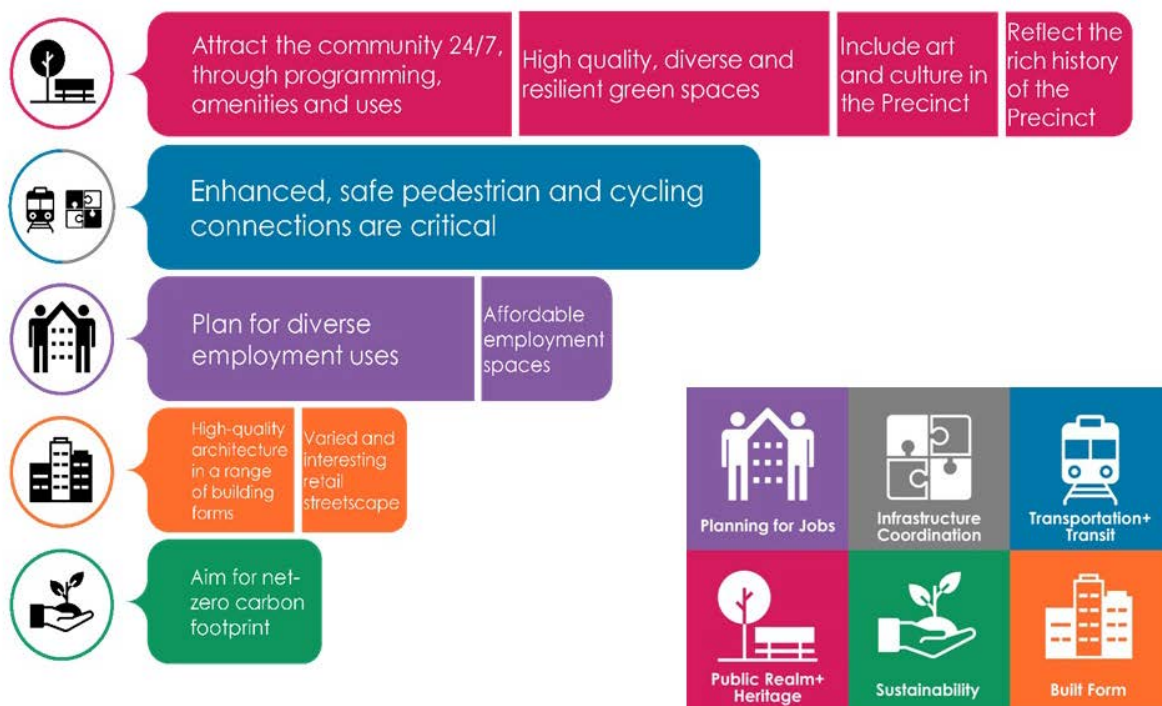 Attract the community 24/7,
through programming,
amenities and uses
High quality, diverse and
resilient green spaces
Include art
and culture in
the Precinct
Reflect the
rich history
of the
Precinct
Enhanced, safe pedestrian and cycling
connections are critical
Plan for diverse
employment uses
Affordable
employment
spaces
High-quality
architecture
in a range
of building
forms
Varied and
interesting
retail
streetscape
Aim for net-
zero carbon
footprint
Planning for Jobs
Infrastructure
Coordination
Transportation+
Transit
Public Realm+
Heritage
Sustainability
Built Form